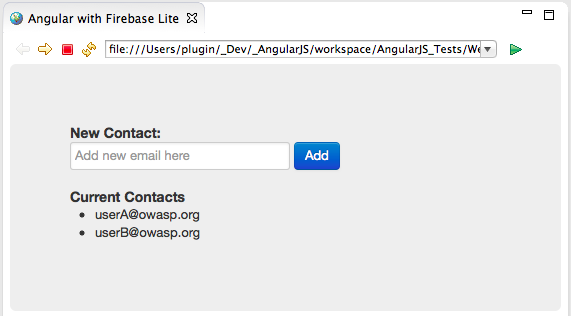 Angular with Firebase Lite
file:///Users/plugin/_Dev/_AngularJS/workspace/AngularJS_Tests/We
New Contact:
Add new email here
Add
Current Contacts
userA@owasp.org
userB@owasp.org